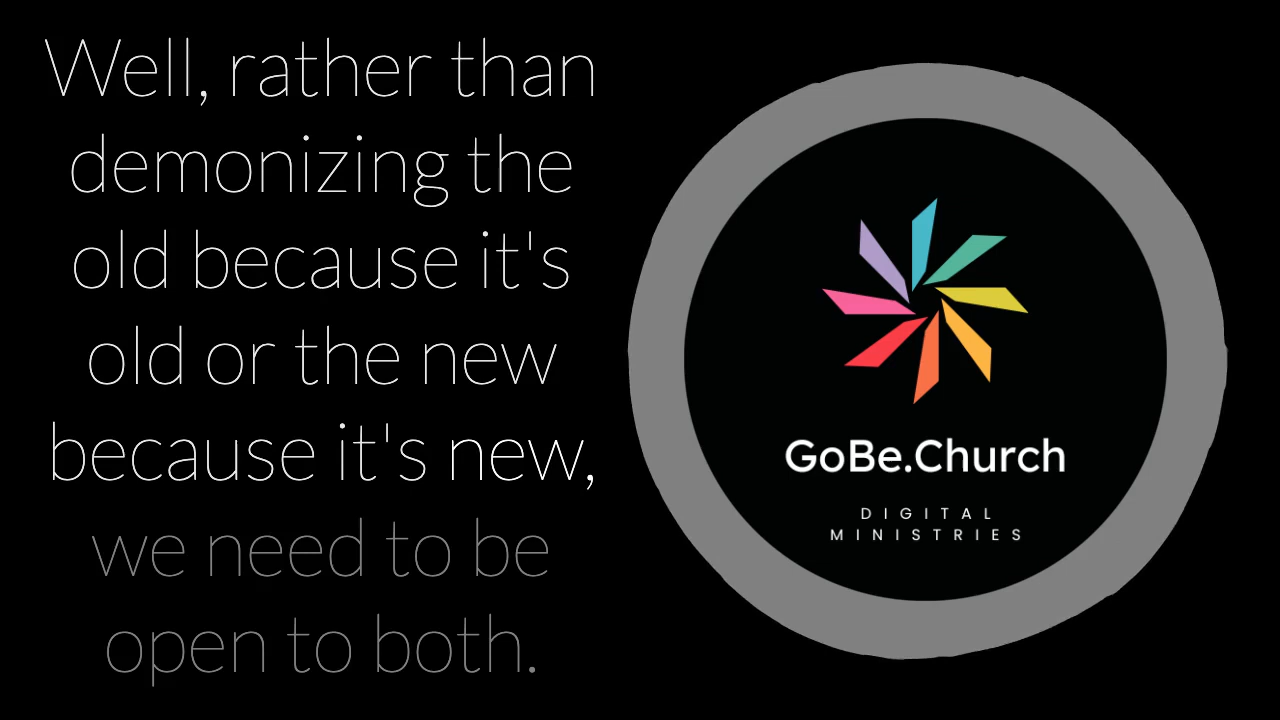 Well, rather than
demonizing the
old because it's
old or the new
because it's new,
we need to be
open to both.
GoBe.Church
DIGITAL
MINISTRIES